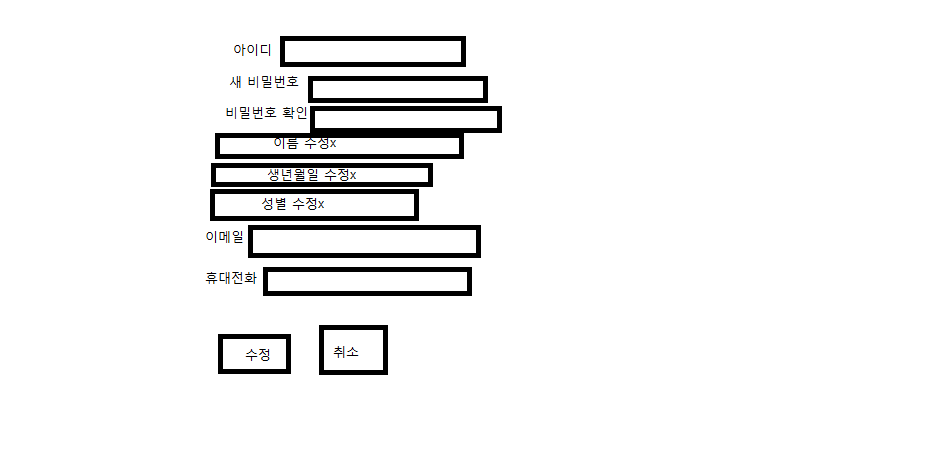 아이디
새 비밀번호
비밀번호 확인
이름 수정x
생년월일 수정x
성별 수정x
이메일
휴대전화
수정
취소